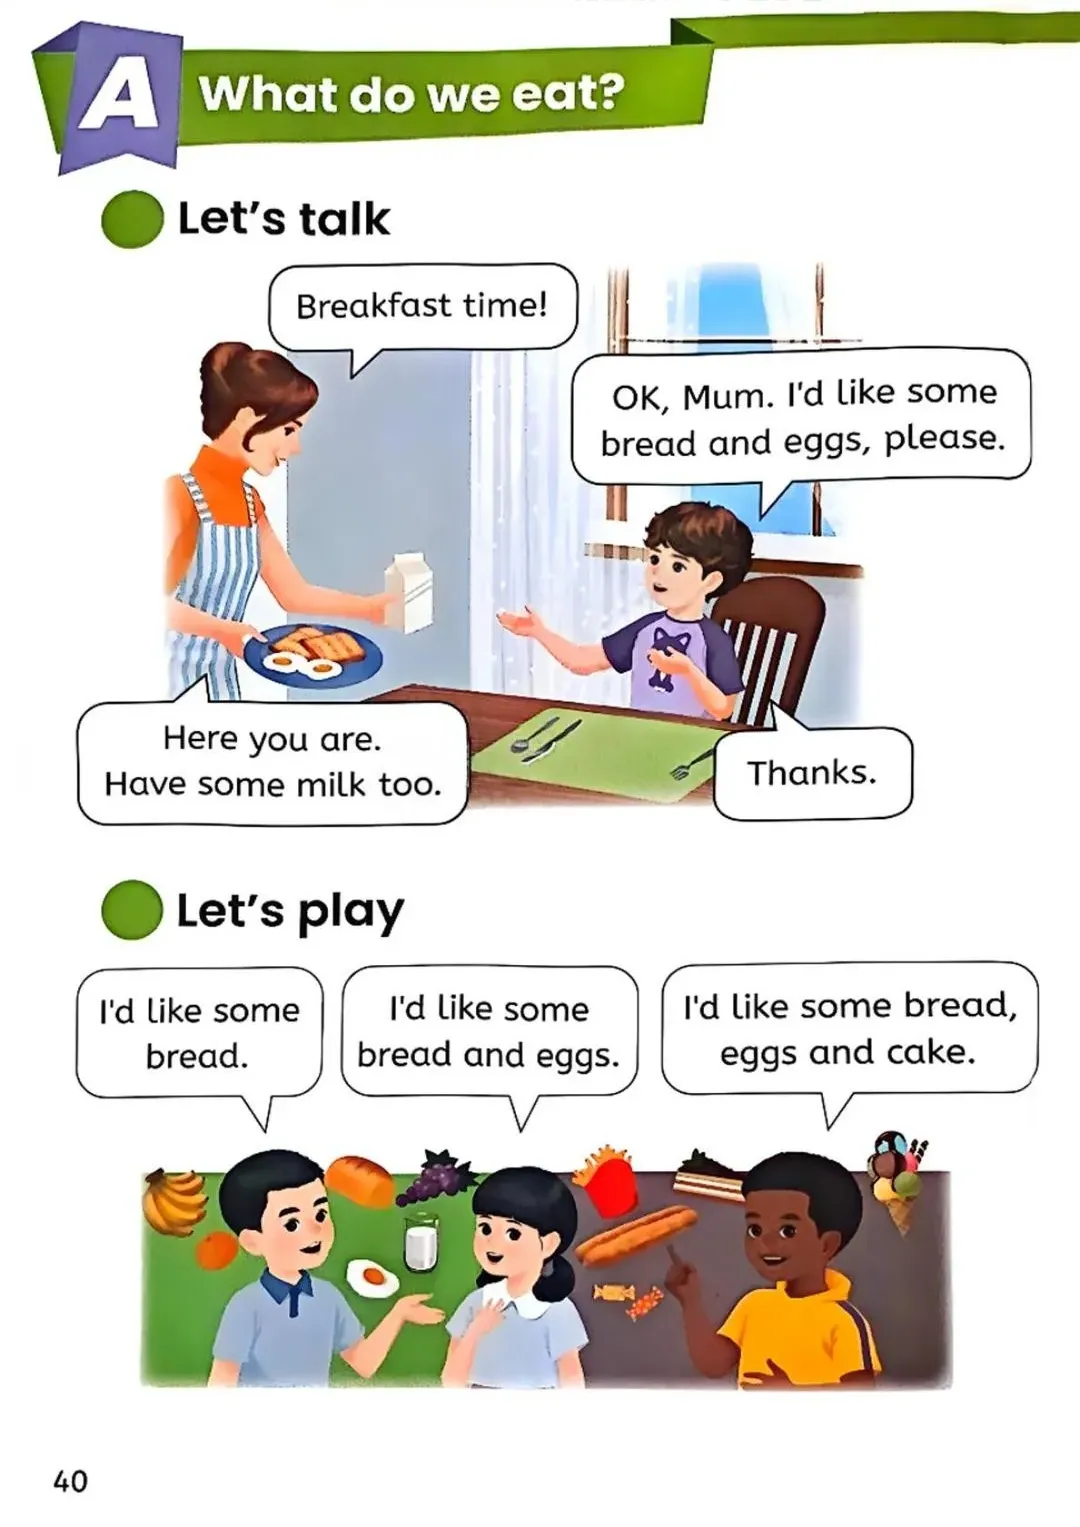 A
What do we eat?
Let's talk
Breakfast time!
OK, Mum. I'd like some
bread and eggs, please.
Here you are.
Have some milk too.
Thanks.
Let's play
I'd like some
bread.
I'd like some
bread and eggs.
I'd like some bread,
eggs and cake.
40